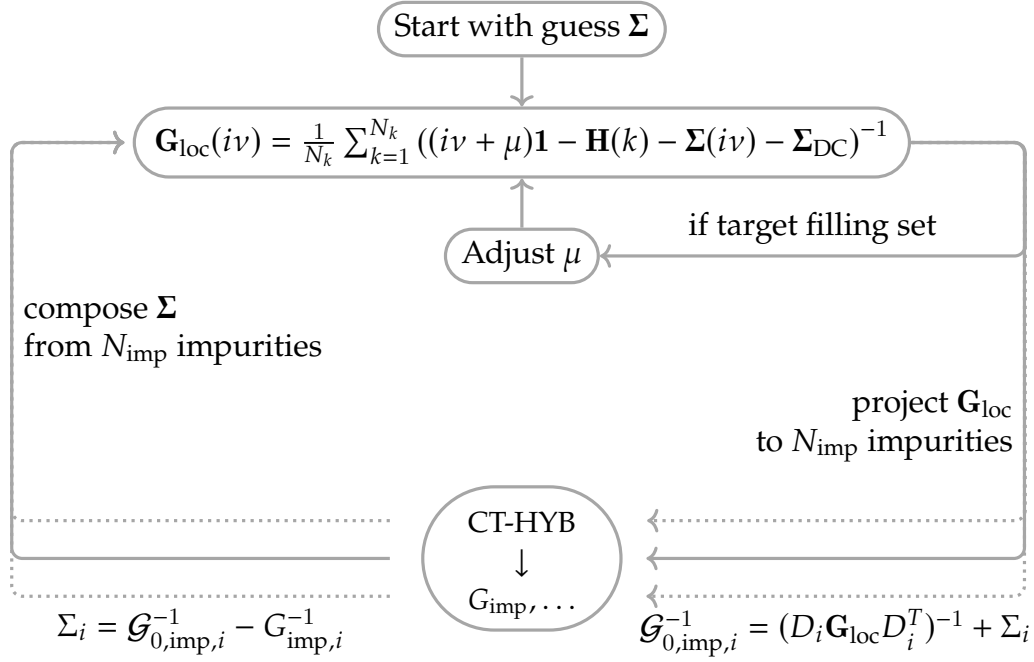 Start with guess Σ
G_loc(iν) = 1/N_k ∑_{k=1}^{N_k} ((iν + μ)1 − H(k) − Σ(iν) − Σ_DC)^{−1}
if target filling set
Adjust μ
compose Σ
from N_imp impurities
project G_loc
to N_imp impurities
CT-HYB
↓
G_imp, …
Σ_i = 𝒢_{0,imp,i}^{−1} − G_{imp,i}^{−1}
𝒢_{0,imp,i}^{−1} = (D_i G_loc D_i^T)^{−1} + Σ_i